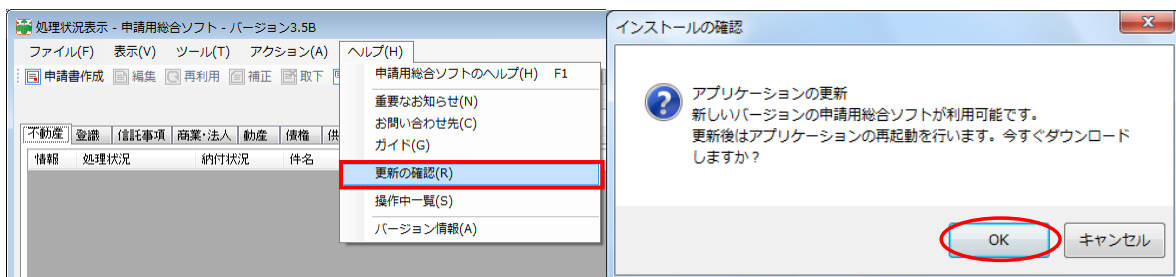 処理状況表示 - 申請用総合ソフト - バージョン3.5B
ファイル(F) 表示(V) ツール(T) アクション(A) ヘルプ(H)
申請書作成 編集 再利用 補正 取下
申請用総合ソフトのヘルプ(H) F1
重要なお知らせ(N)
お問い合わせ先(C)
ガイド(G)
更新の確認(R)
操作中一覧(S)
バージョン情報(A)
不動産 登識 信託事項 商業・法人 動産 債権 供
情報 処理状況 納付状況 件名
インストールの確認
アプリケーションの更新
新しいバージョンの申請用総合ソフトが利用可能です。
更新後はアプリケーションの再起動を行います。今すぐダウンロード
しますか？
OK キャンセル